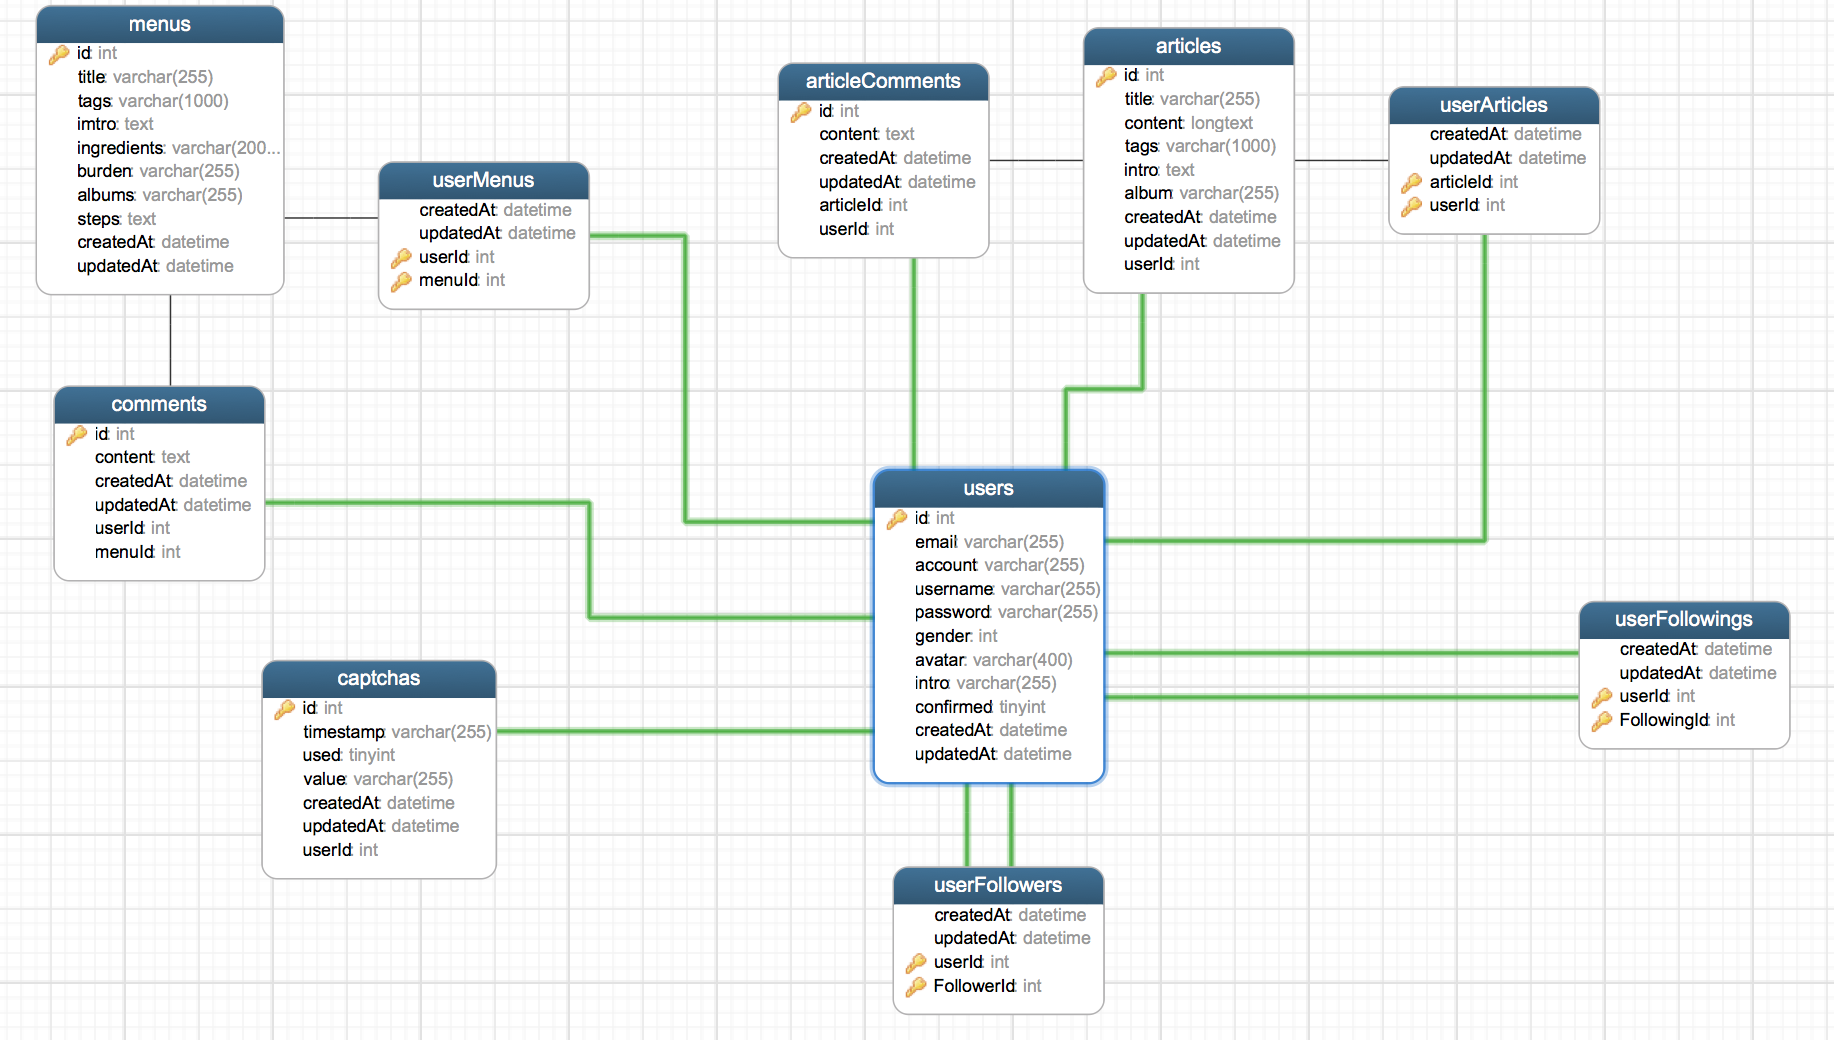 menus
id: int
title: varchar(255)
tags: varchar(1000)
imtro: text
ingredients: varchar(200...
burden: varchar(255)
albums: varchar(255)
steps: text
createdAt: datetime
updatedAt: datetime
userMenus
createdAt: datetime
updatedAt: datetime
userId: int
menuId: int
articleComments
id: int
content: text
createdAt: datetime
updatedAt: datetime
articleId: int
userId: int
articles
id: int
title: varchar(255)
content: longtext
tags: varchar(1000)
intro: text
album: varchar(255)
createdAt: datetime
updatedAt: datetime
userId: int
userArticles
createdAt: datetime
updatedAt: datetime
articleId: int
userId: int
comments
id: int
content: text
createdAt: datetime
updatedAt: datetime
userId: int
menuId: int
users
id: int
email: varchar(255)
account: varchar(255)
username: varchar(255)
password: varchar(255)
gender: int
avatar: varchar(400)
intro: varchar(255)
confirmed: tinyint
createdAt: datetime
updatedAt: datetime
userFollowings
createdAt: datetime
updatedAt: datetime
userId: int
FollowingId: int
captchas
id: int
timestamp: varchar(255)
used: tinyint
value: varchar(255)
createdAt: datetime
updatedAt: datetime
userId: int
userFollowers
createdAt: datetime
updatedAt: datetime
userId: int
FollowerId: int